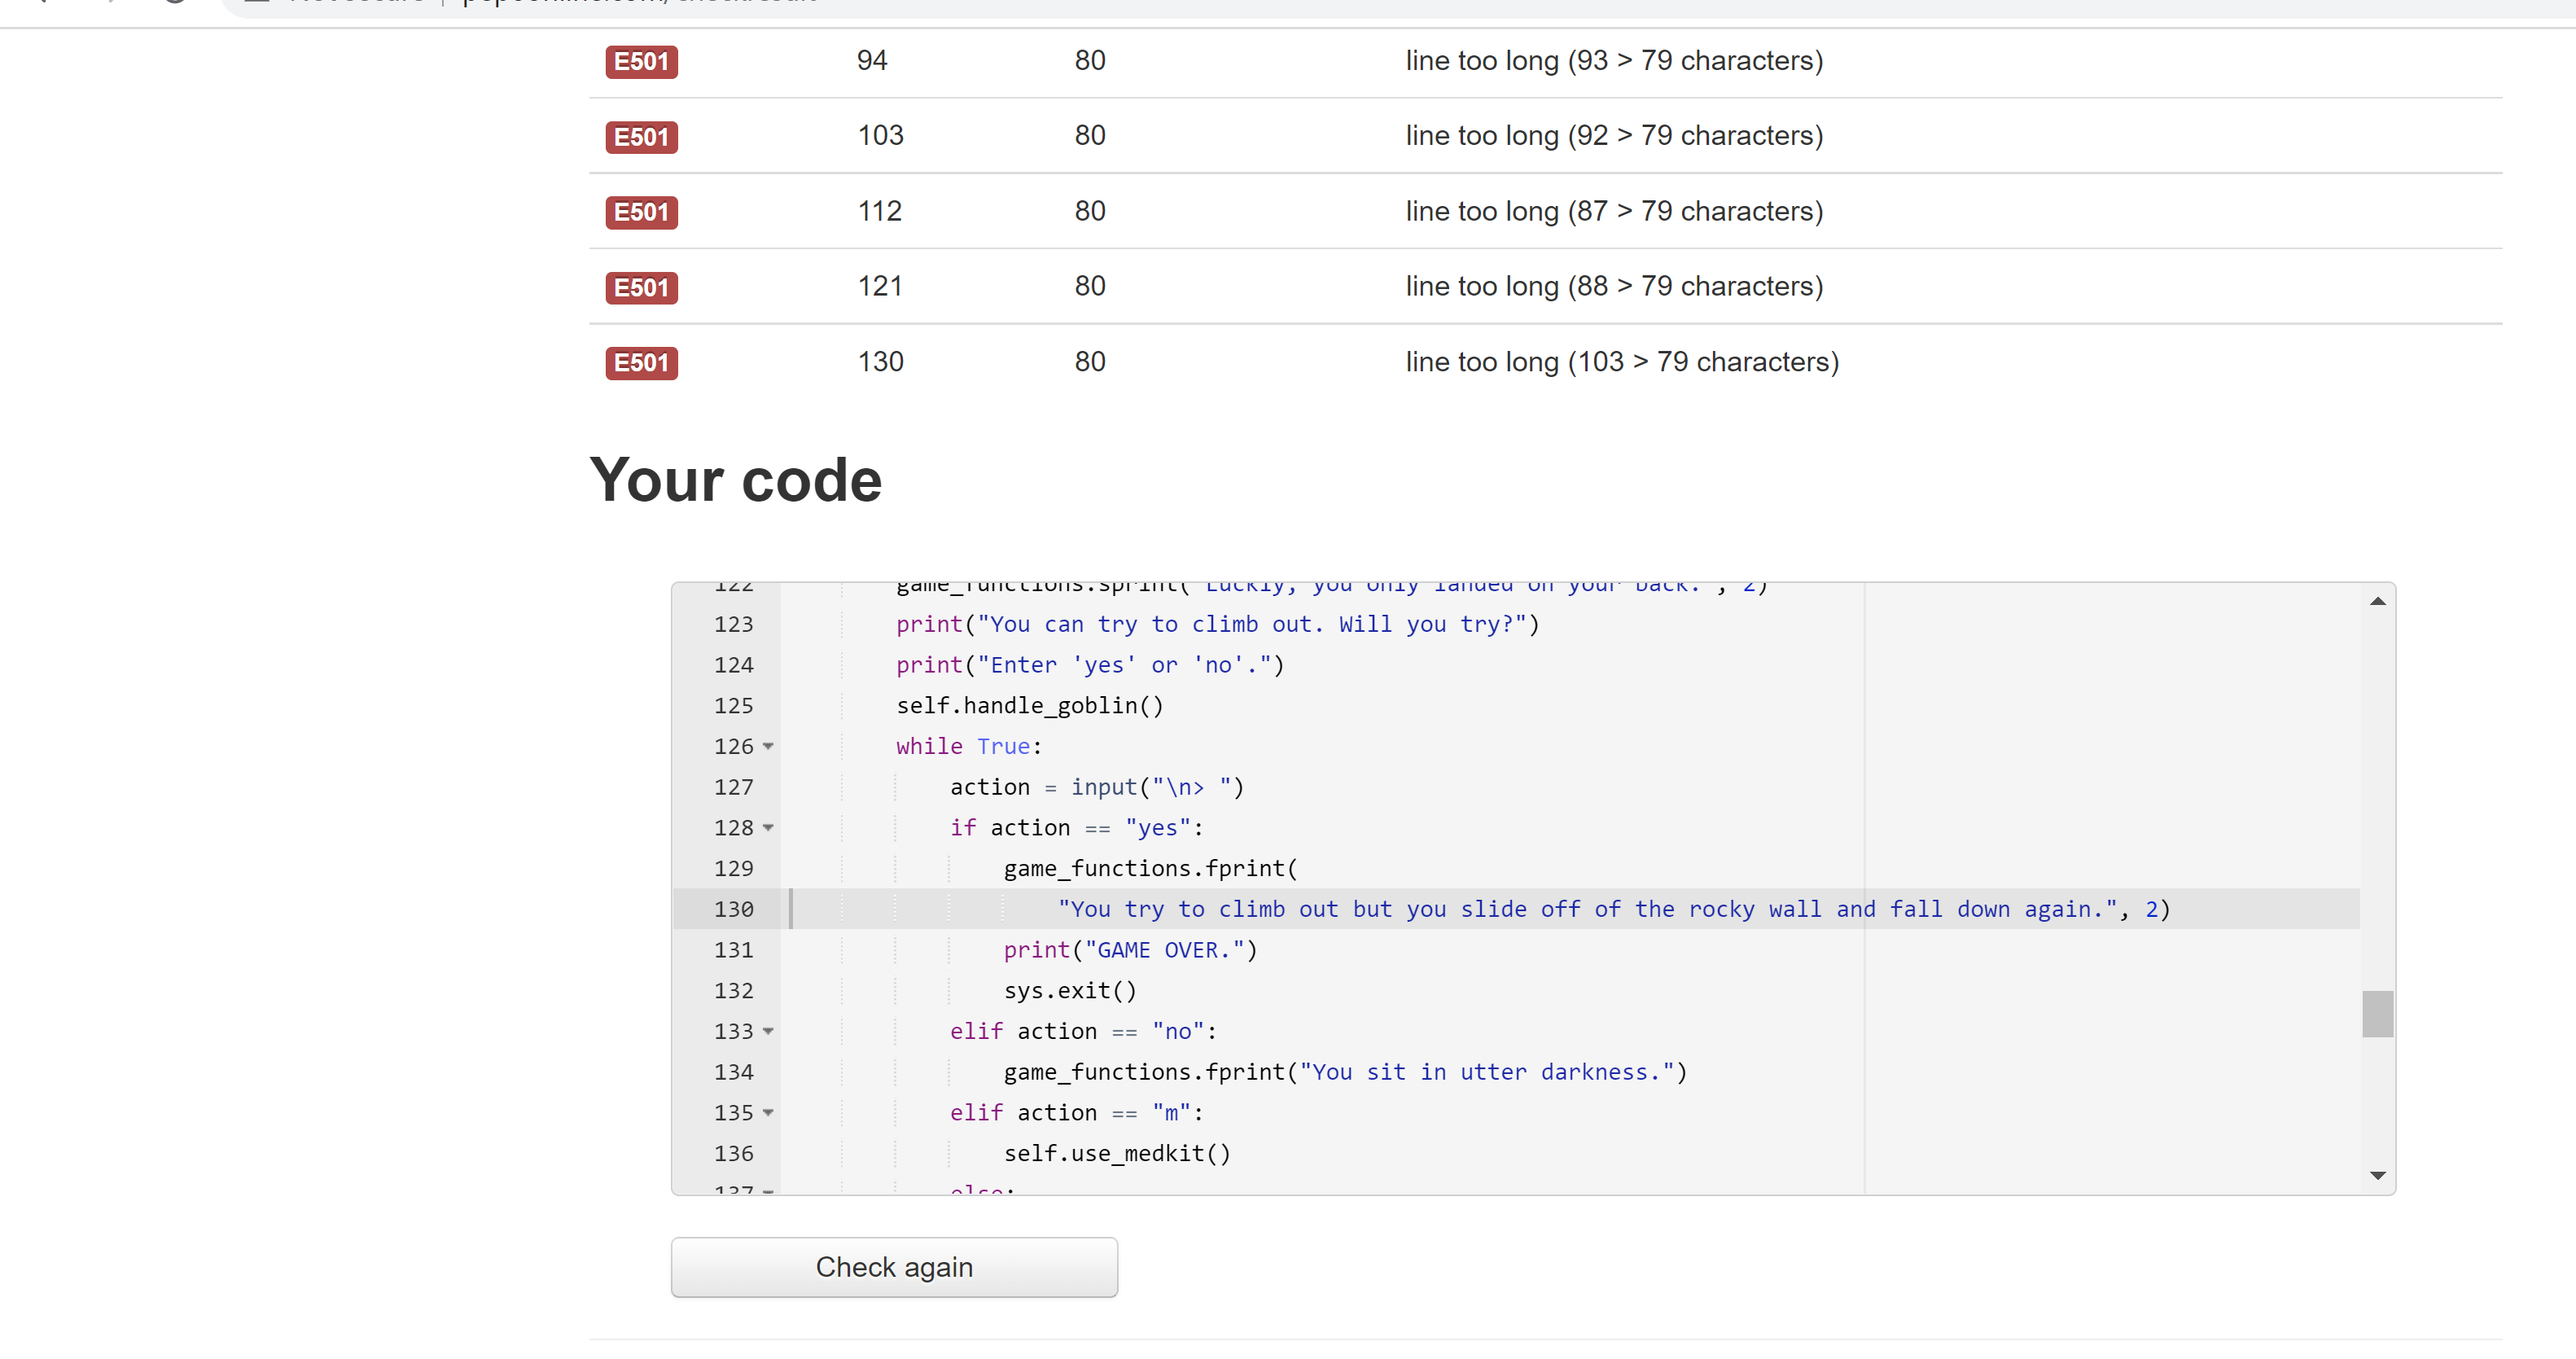 E501 94 80 line too long (93 > 79 characters)
E501 103 80 line too long (92 > 79 characters)
E501 112 80 line too long (87 > 79 characters)
E501 121 80 line too long (88 > 79 characters)
E501 130 80 line too long (103 > 79 characters)
Your code
122 game_functions.sprint("Luckly, you only landed on your back.", 2)
123 print("You can try to climb out. Will you try?")
124 print("Enter 'yes' or 'no'.")
125 self.handle_goblin()
126 while True:
127 action = input("\n> ")
128 if action == "yes":
129 game_functions.fprint(
130 "You try to climb out but you slide off of the rocky wall and fall down again.", 2)
131 print("GAME OVER.")
132 sys.exit()
133 elif action == "no":
134 game_functions.fprint("You sit in utter darkness.")
135 elif action == "m":
136 self.use_medkit()
137 else:
Check again